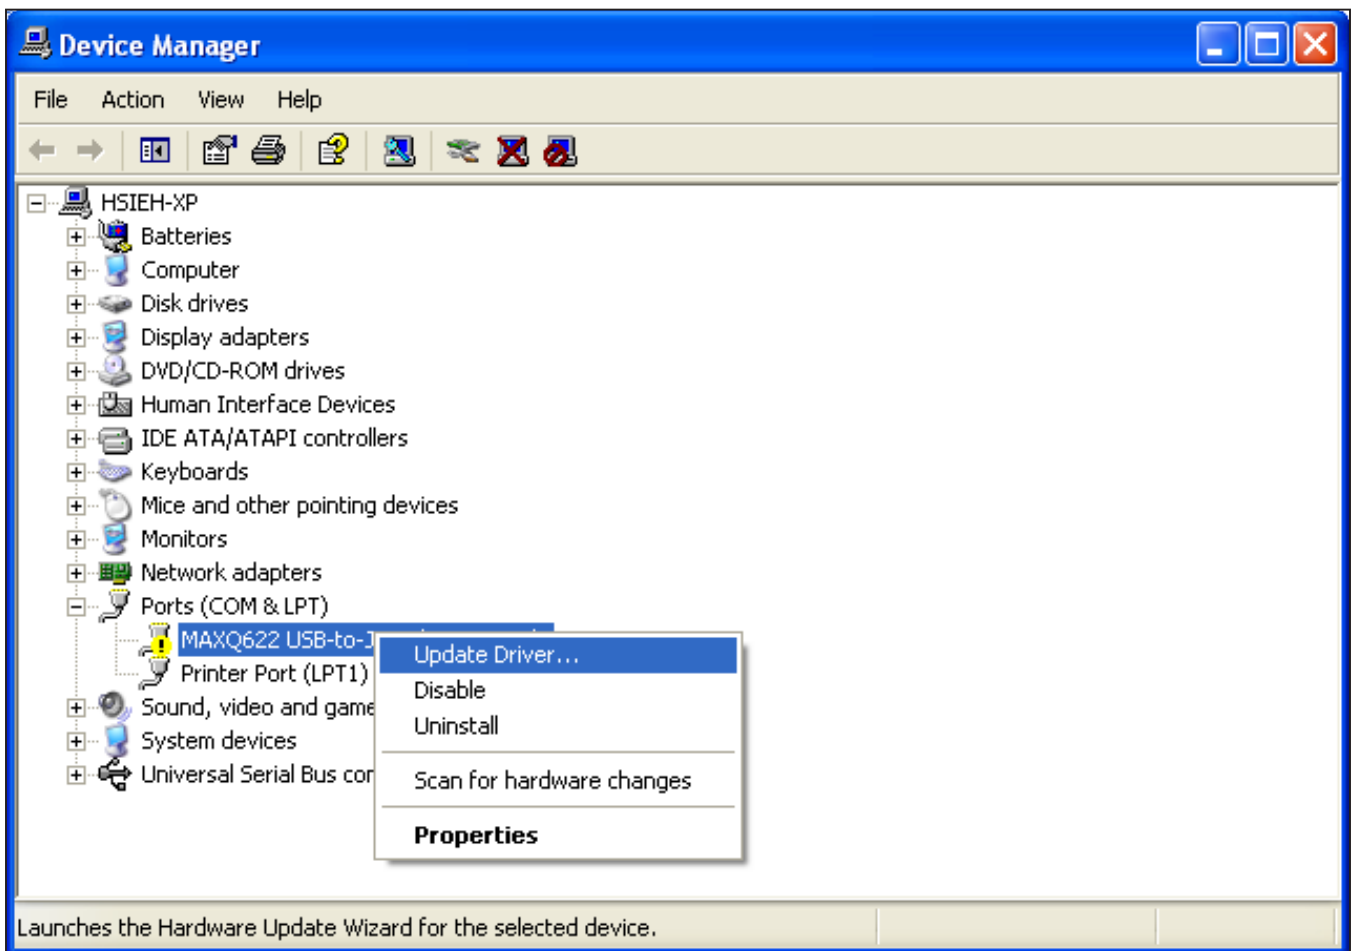 Device Manager
File Action View Help
HSIEH-XP
Batteries
Computer
Disk drives
Display adapters
DVD/CD-ROM drives
Human Interface Devices
IDE ATA/ATAPI controllers
Keyboards
Mice and other pointing devices
Monitors
Network adapters
Ports (COM & LPT)
MAXQ622 USB-to-J
Printer Port (LPT1)
Sound, video and game
System devices
Universal Serial Bus con
Update Driver...
Disable
Uninstall
Scan for hardware changes
Properties
Launches the Hardware Update Wizard for the selected device.